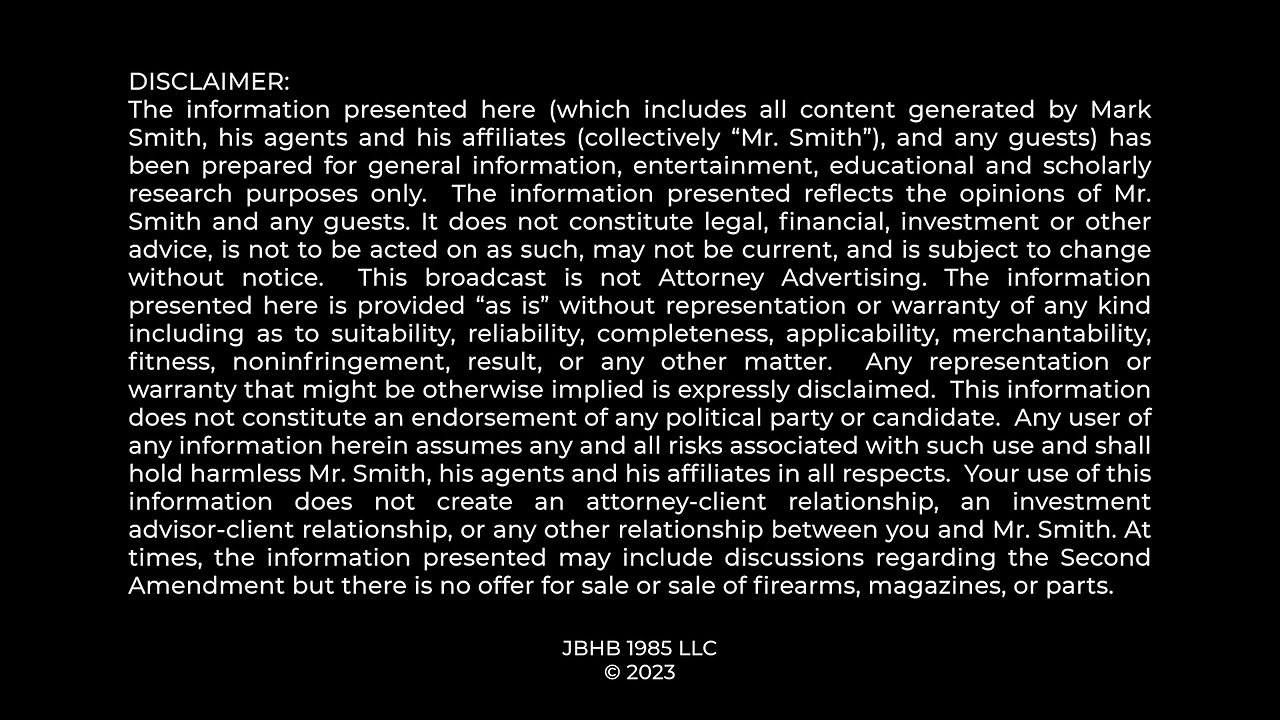 DISCLAIMER:
The information presented here (which includes all content generated by Mark
Smith, his agents and his affiliates (collectively “Mr. Smith”), and any guests) has
been prepared for general information, entertainment, educational and scholarly
research purposes only.  The information presented reflects the opinions of Mr.
Smith and any guests. It does not constitute legal, financial, investment or other
advice, is not to be acted on as such, may not be current, and is subject to change
without notice.  This broadcast is not Attorney Advertising. The information
presented here is provided “as is” without representation or warranty of any kind
including as to suitability, reliability, completeness, applicability, merchantability,
fitness, noninfringement, result, or any other matter.  Any representation or
warranty that might be otherwise implied is expressly disclaimed.  This information
does not constitute an endorsement of any political party or candidate.  Any user of
any information herein assumes any and all risks associated with such use and shall
hold harmless Mr. Smith, his agents and his affiliates in all respects.  Your use of this
information does not create an attorney-client relationship, an investment
advisor-client relationship, or any other relationship between you and Mr. Smith. At
times, the information presented may include discussions regarding the Second
Amendment but there is no offer for sale or sale of firearms, magazines, or parts.
JBHB 1985 LLC
© 2023